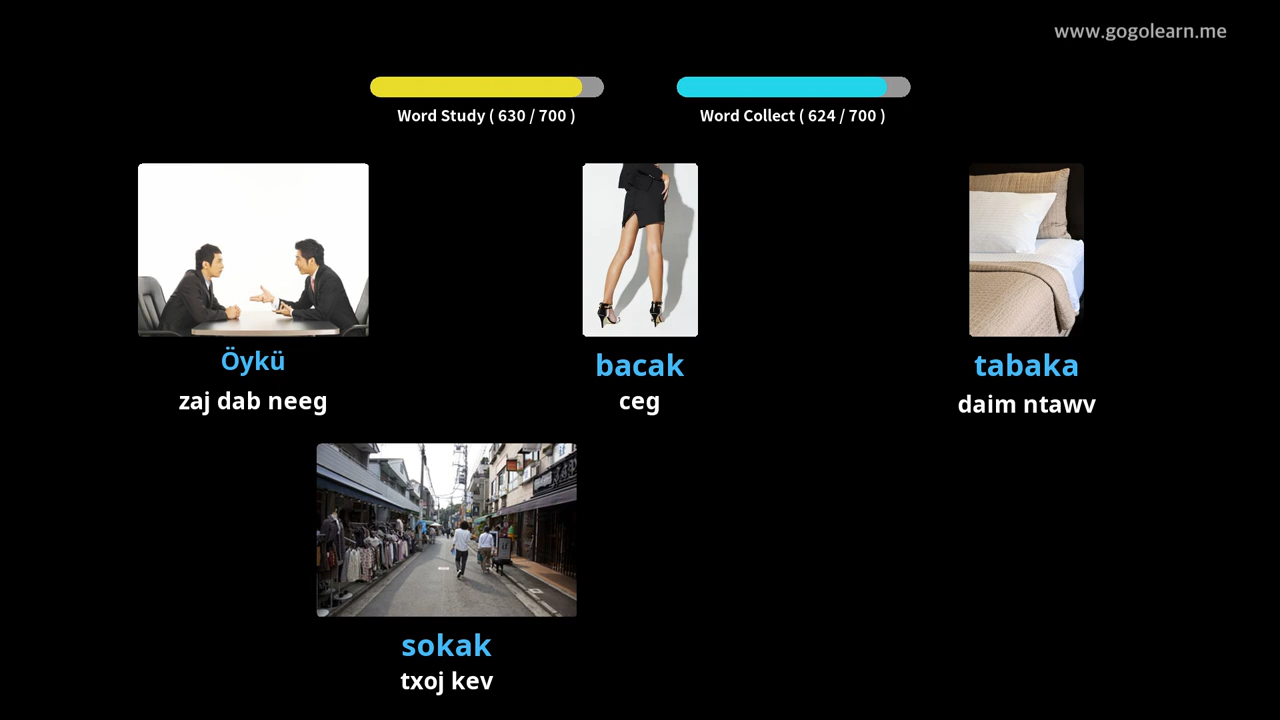 www.gogolearn.me
Word Study ( 630 / 700 )
Word Collect ( 624 / 700 )
Öykü
zaj dab neeg
bacak
ceg
tabaka
daim ntawv
sokak
txoj kev